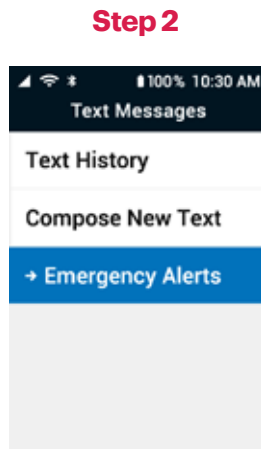 Step 2
100% 10:30 AM
Text Messages
Text History
Compose New Text
→ Emergency Alerts